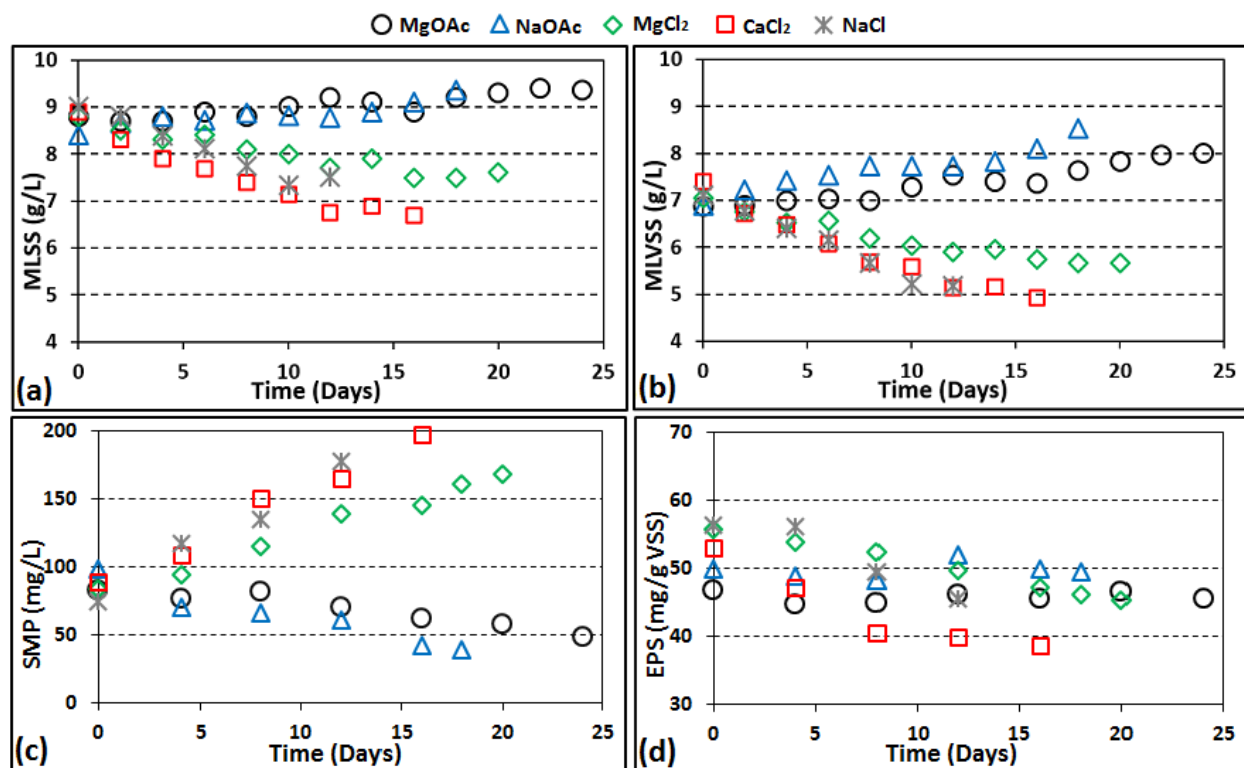 MgOAc NaOAc MgCl₂ CaCl₂ NaCl
10
9
8
7
6
5
4
MLSS (g/L)
0 5 10 15 20 25
Time (Days)
(a)
10
9
8
7
6
5
4
MLVSS (g/L)
0 5 10 15 20 25
Time (Days)
(b)
200
150
100
50
0
SMP (mg/L)
0 5 10 15 20 25
Time (Days)
(c)
70
60
50
40
30
EPS (mg/g VSS)
0 5 10 15 20 25
Time (Days)
(d)